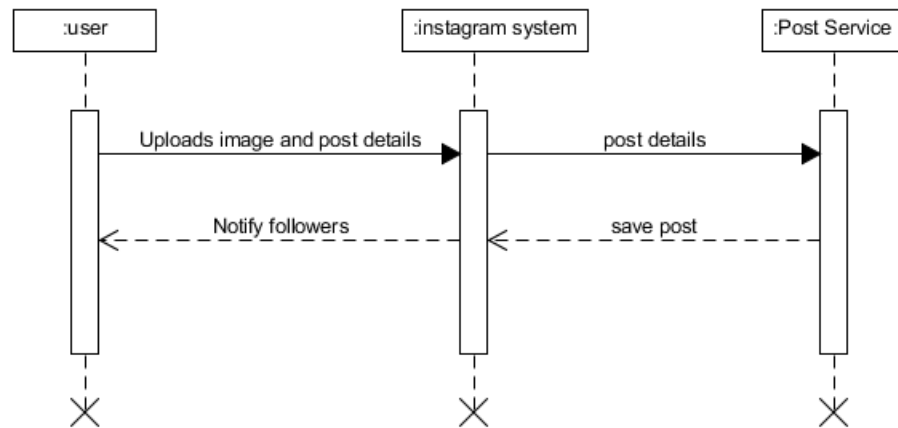 :user
:instagram system
:Post Service
Uploads image and post details
post details
Notify followers
save post